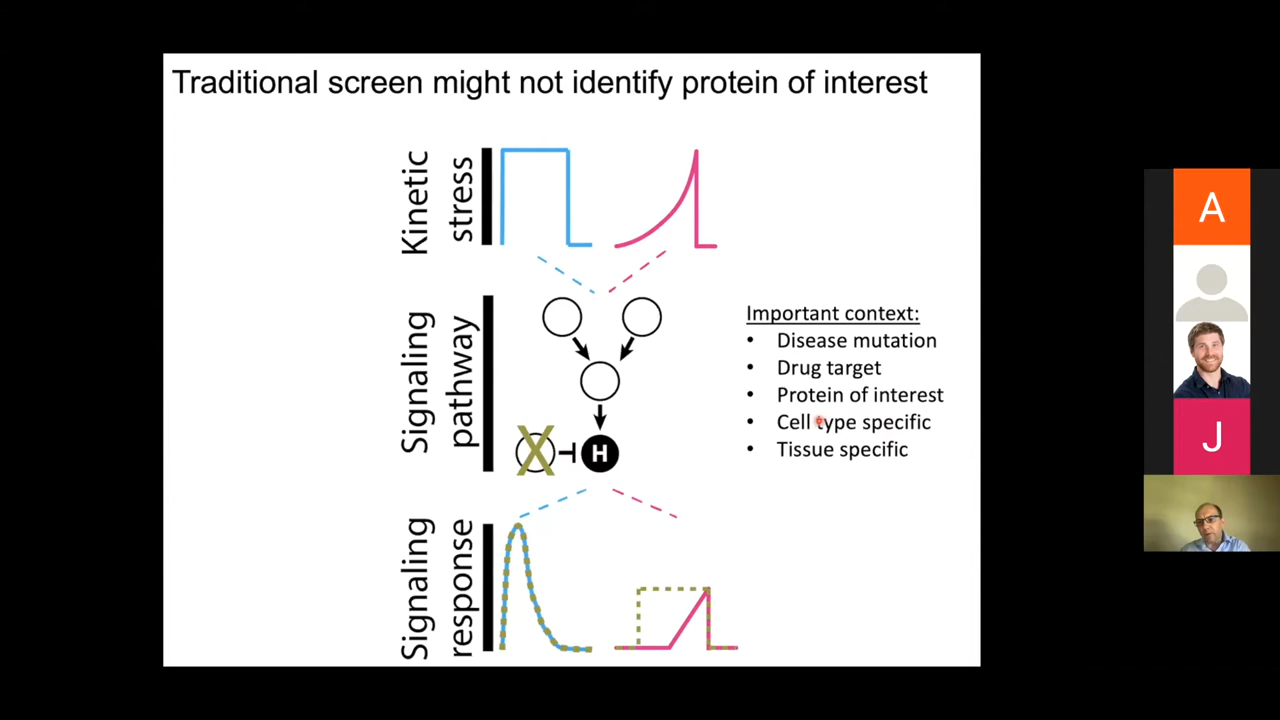 Traditional screen might not identify protein of interest
Kinetic
stress
Signaling
pathway
X
H
Important context:
• Disease mutation
• Drug target
• Protein of interest
• Cell type specific
• Tissue specific
Signaling
response
A
J